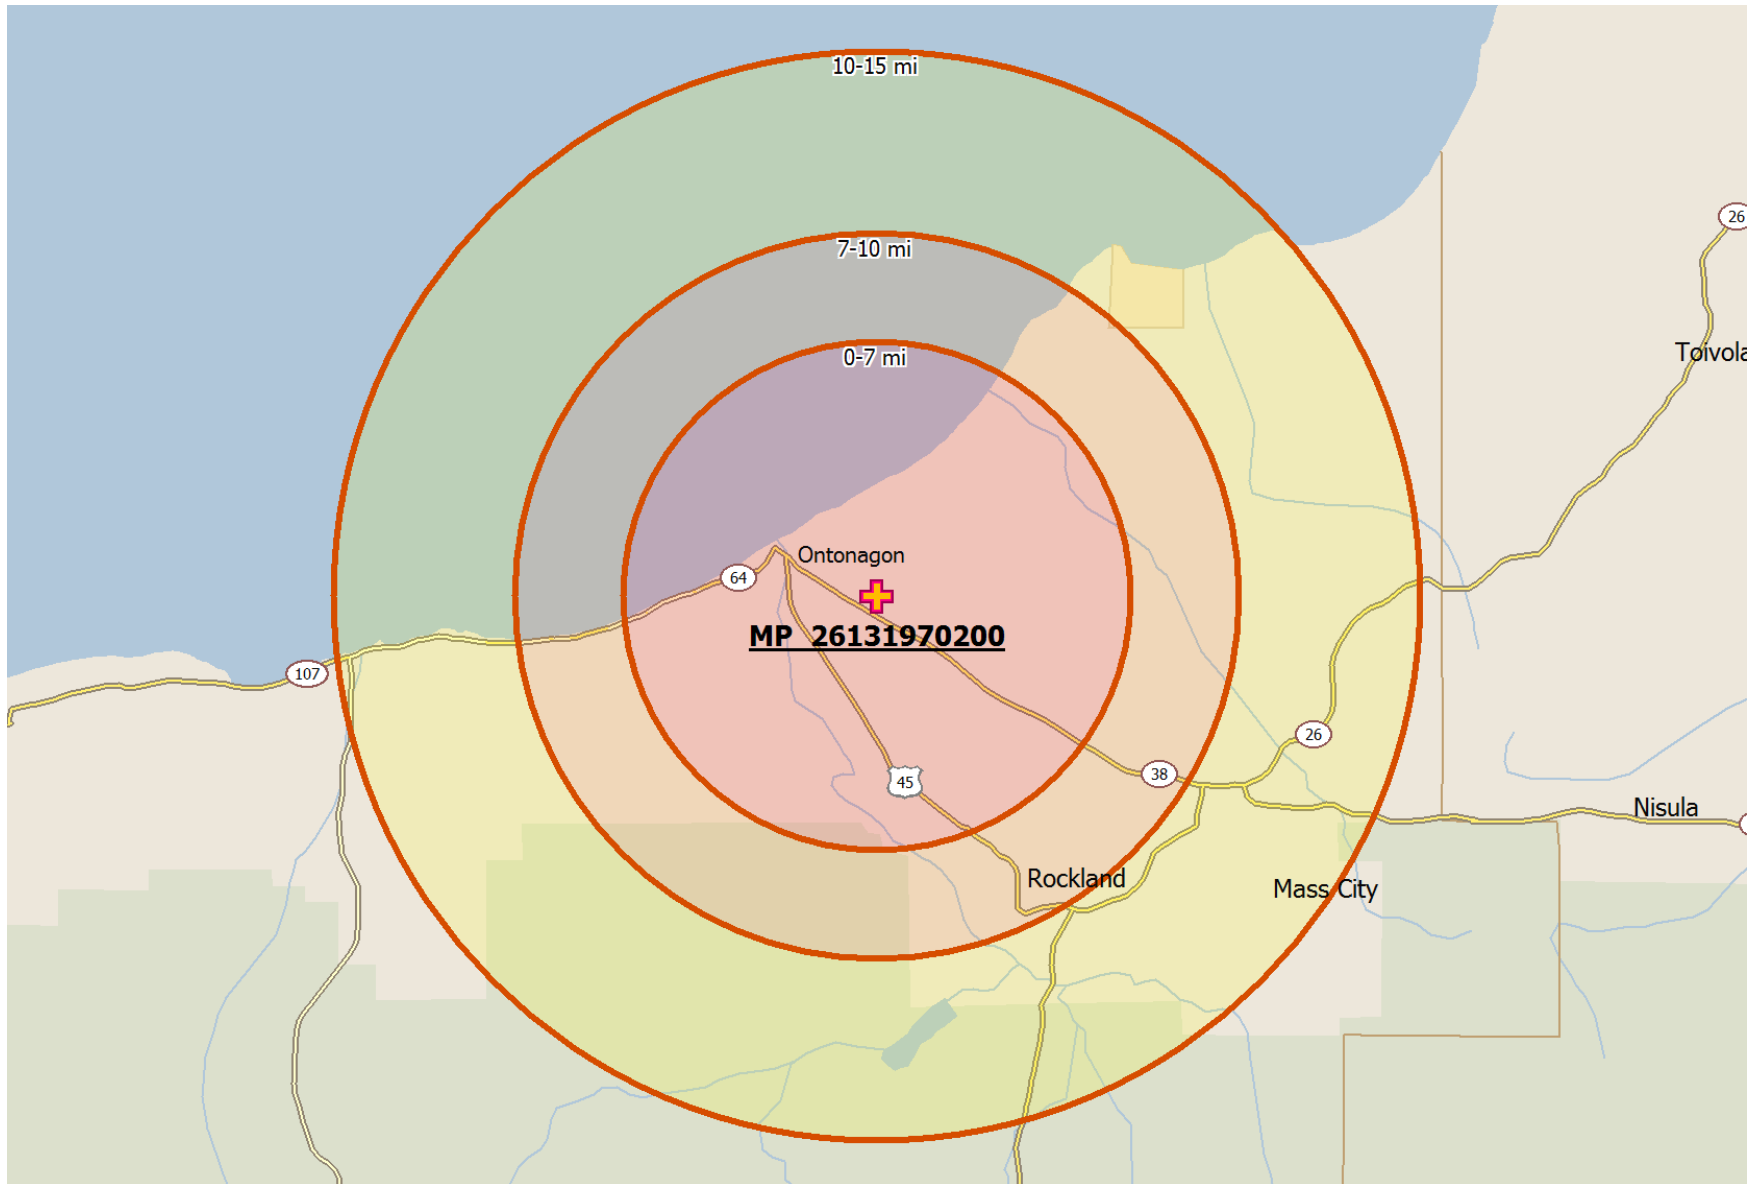 10-15 mi
26
7-10 mi
Toivola
0-7 mi
Ontonagon
64
MP 26131970200
107
26
38
45
Nisula
Rockland
Mass City